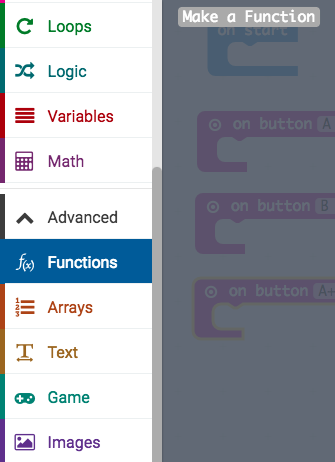 Loops
Logic
Variables
Math
Advanced
Functions
Arrays
Text
Game
Images
Make a Function
on start
on button A
on button B
on button A+